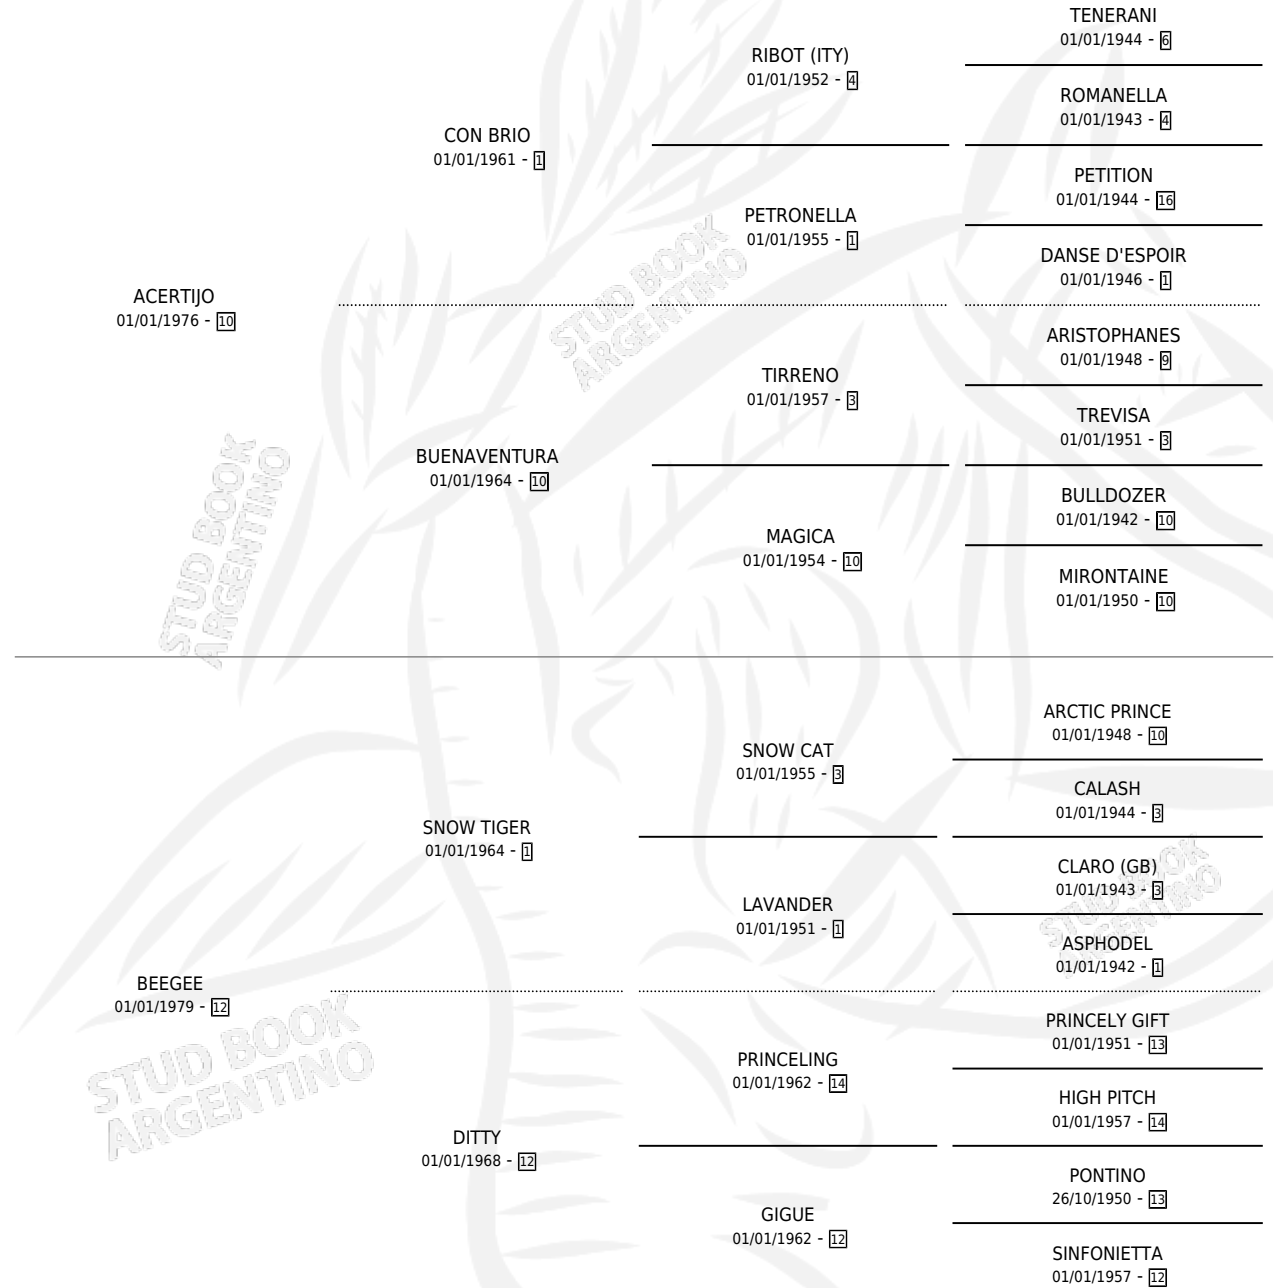 TENERANI
01/01/1944 - 6
RIBOT (ITY)
01/01/1952 - 4
ROMANELLA
01/01/1943 - 4
CON BRIO
01/01/1961 - 1
PETITION
01/01/1944 - 16
PETRONELLA
01/01/1955 - 1
DANSE D'ESPOIR
01/01/1946 - 1
ACERTIJO
01/01/1976 - 10
ARISTOPHANES
01/01/1948 - 9
TIRRENO
01/01/1957 - 3
TREVISA
01/01/1951 - 3
BUENAVENTURA
01/01/1964 - 10
BULLDOZER
01/01/1942 - 10
MAGICA
01/01/1954 - 10
MIRONTAINE
01/01/1950 - 10
ARCTIC PRINCE
01/01/1948 - 10
SNOW CAT
01/01/1955 - 3
CALASH
01/01/1944 - 3
SNOW TIGER
01/01/1964 - 1
CLARO (GB)
01/01/1943 - 3
LAVANDER
01/01/1951 - 1
ASPHODEL
01/01/1942 - 1
BEEGEE
01/01/1979 - 12
PRINCELY GIFT
01/01/1951 - 13
PRINCELING
01/01/1962 - 14
HIGH PITCH
01/01/1957 - 14
DITTY
01/01/1968 - 12
PONTINO
26/10/1950 - 13
GIGUE
01/01/1962 - 12
SINFONIETTA
01/01/1957 - 12
STUD BOOK
ARGENTINO
STUD BOOK
ARGENTINO
STUD BOOK
ARGENTINO
STUD BOOK
ARGENTINO